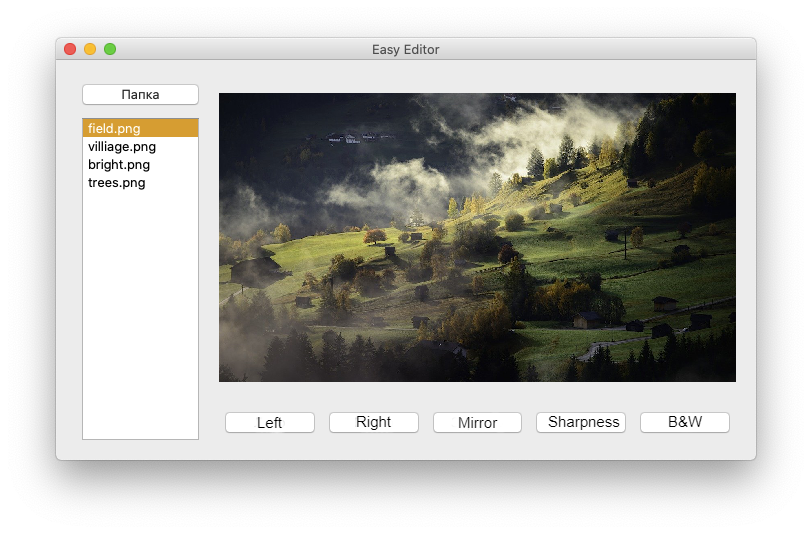 Easy Editor
Папка
field.png
villiage.png
bright.png
trees.png
Left
Right
Mirror
Sharpness
B&W